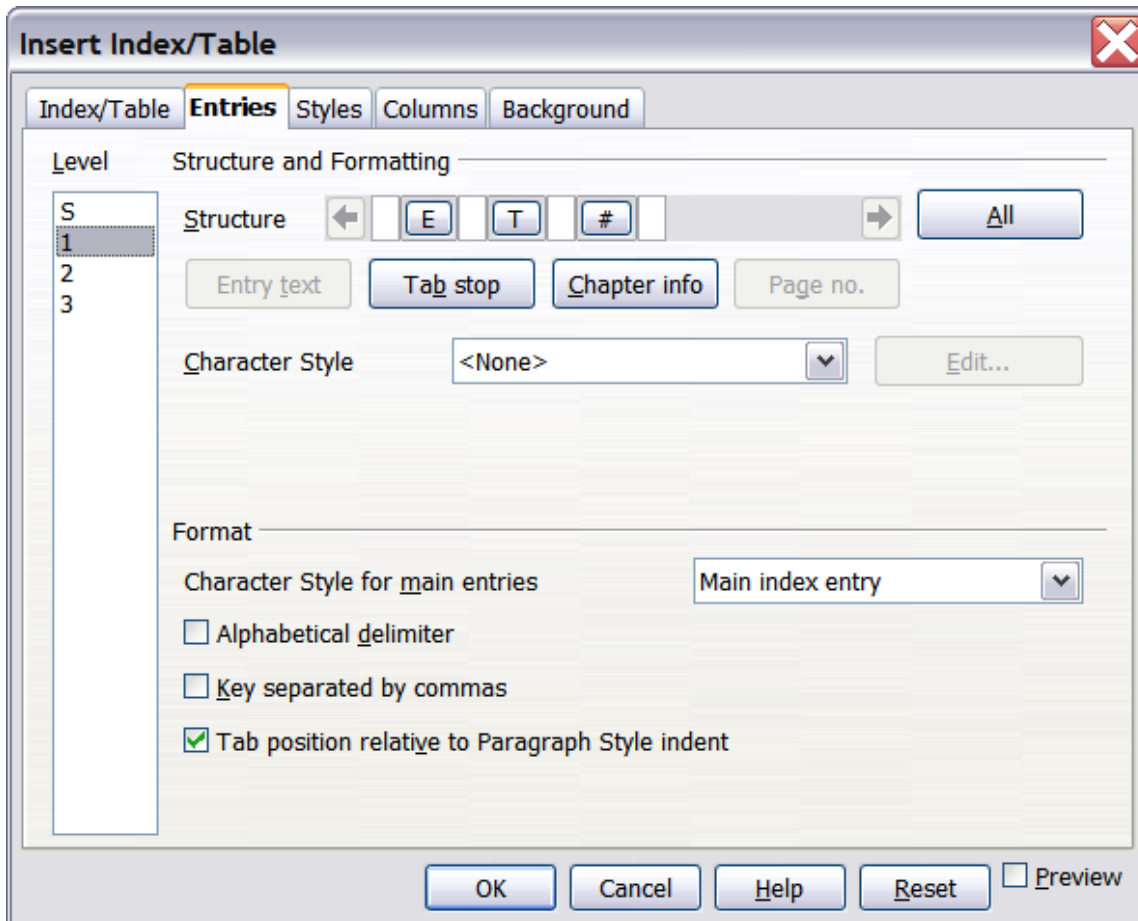 Insert Index/Table
Index/Table Entries Styles Columns Background
Level Structure and Formatting
S
1
2
3
Structure E T # All
Entry text Tab stop Chapter info Page no.
Character Style <None> Edit...
Format
Character Style for main entries Main index entry
Alphabetical delimiter
Key separated by commas
Tab position relative to Paragraph Style indent
OK Cancel Help Reset Preview